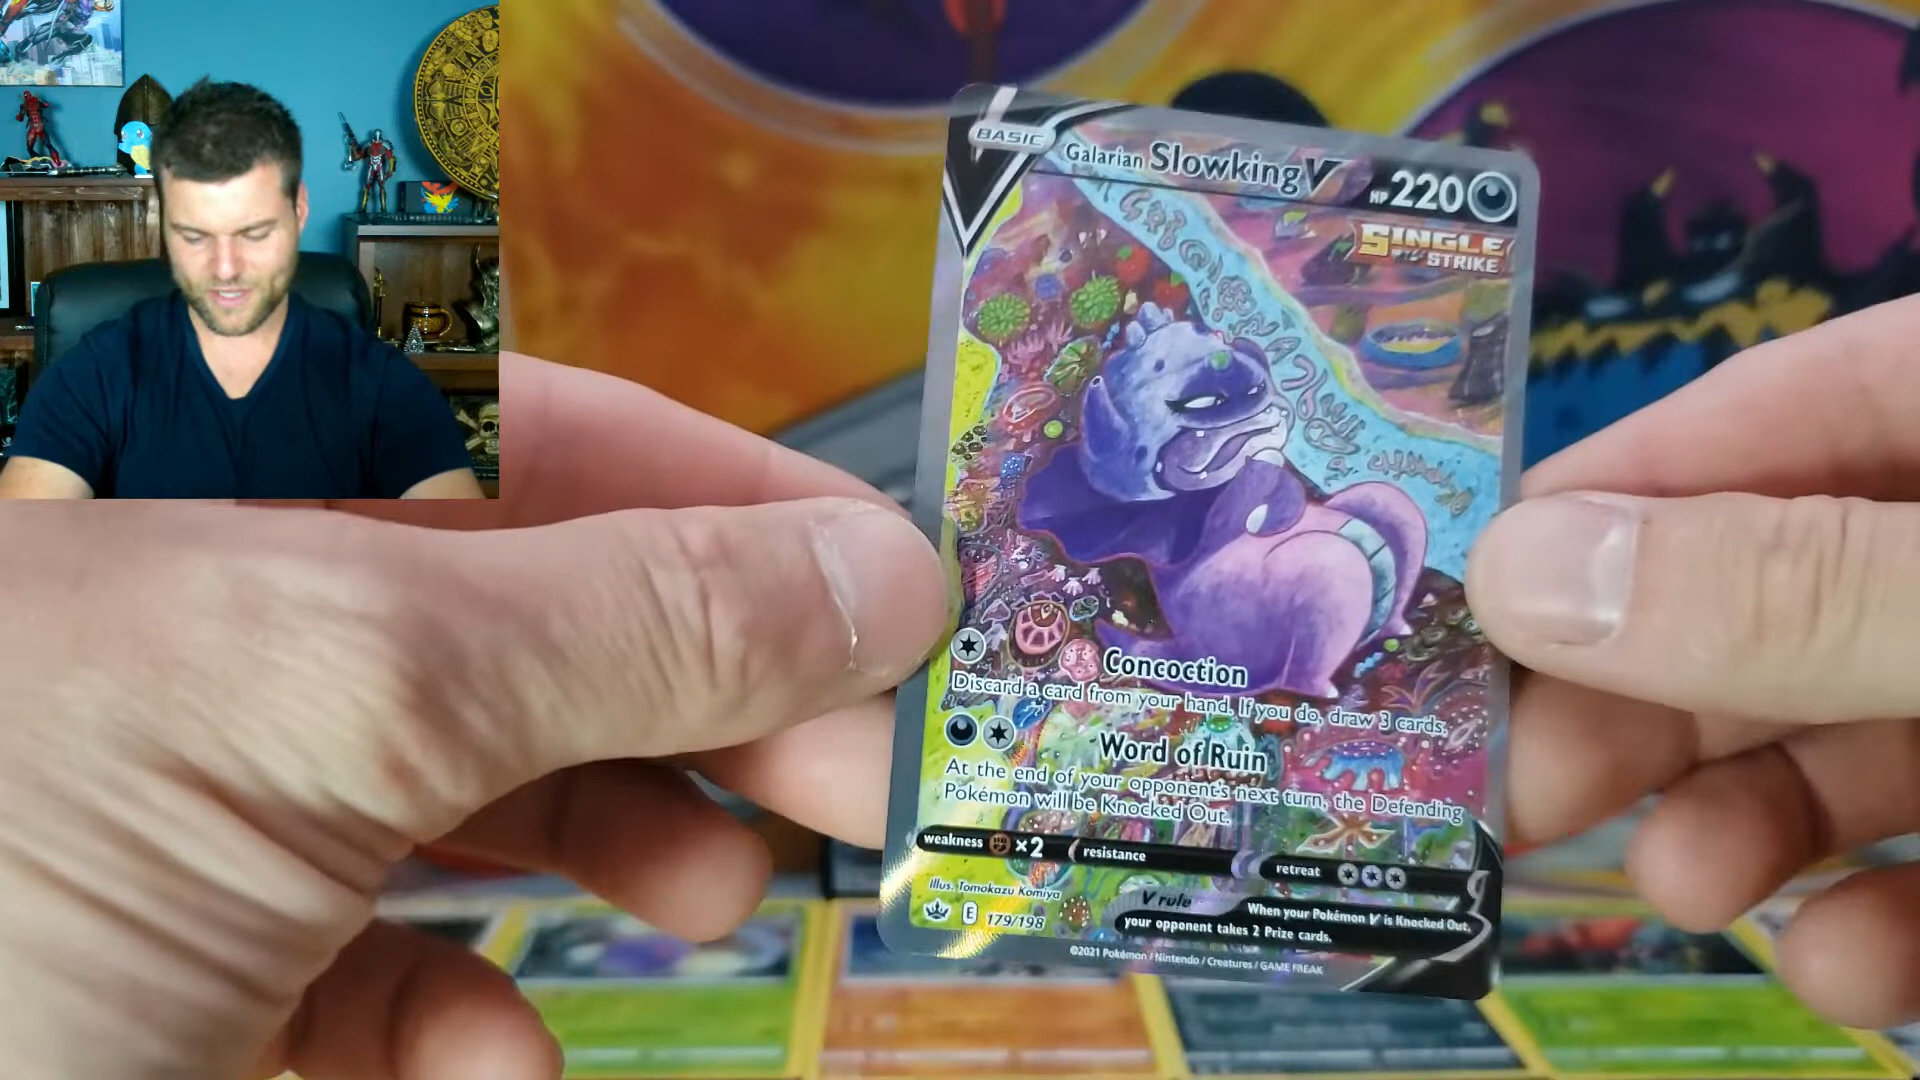 BASIC
Galarian Slowking V
HP 220
SINGLE
STRIKE
Concoction
Discard a card from your hand. If you do, draw 3 cards.
Word of Ruin
At the end of your opponent's next turn, the Defending
Pokémon will be Knocked Out.
weakness ×2 resistance retreat
Illus. Tomokazu Komiya
E 179/198
V rule
When your Pokémon V is Knocked Out,
your opponent takes 2 Prize cards.
©2021 Pokémon / Nintendo / Creatures / GAME FREAK